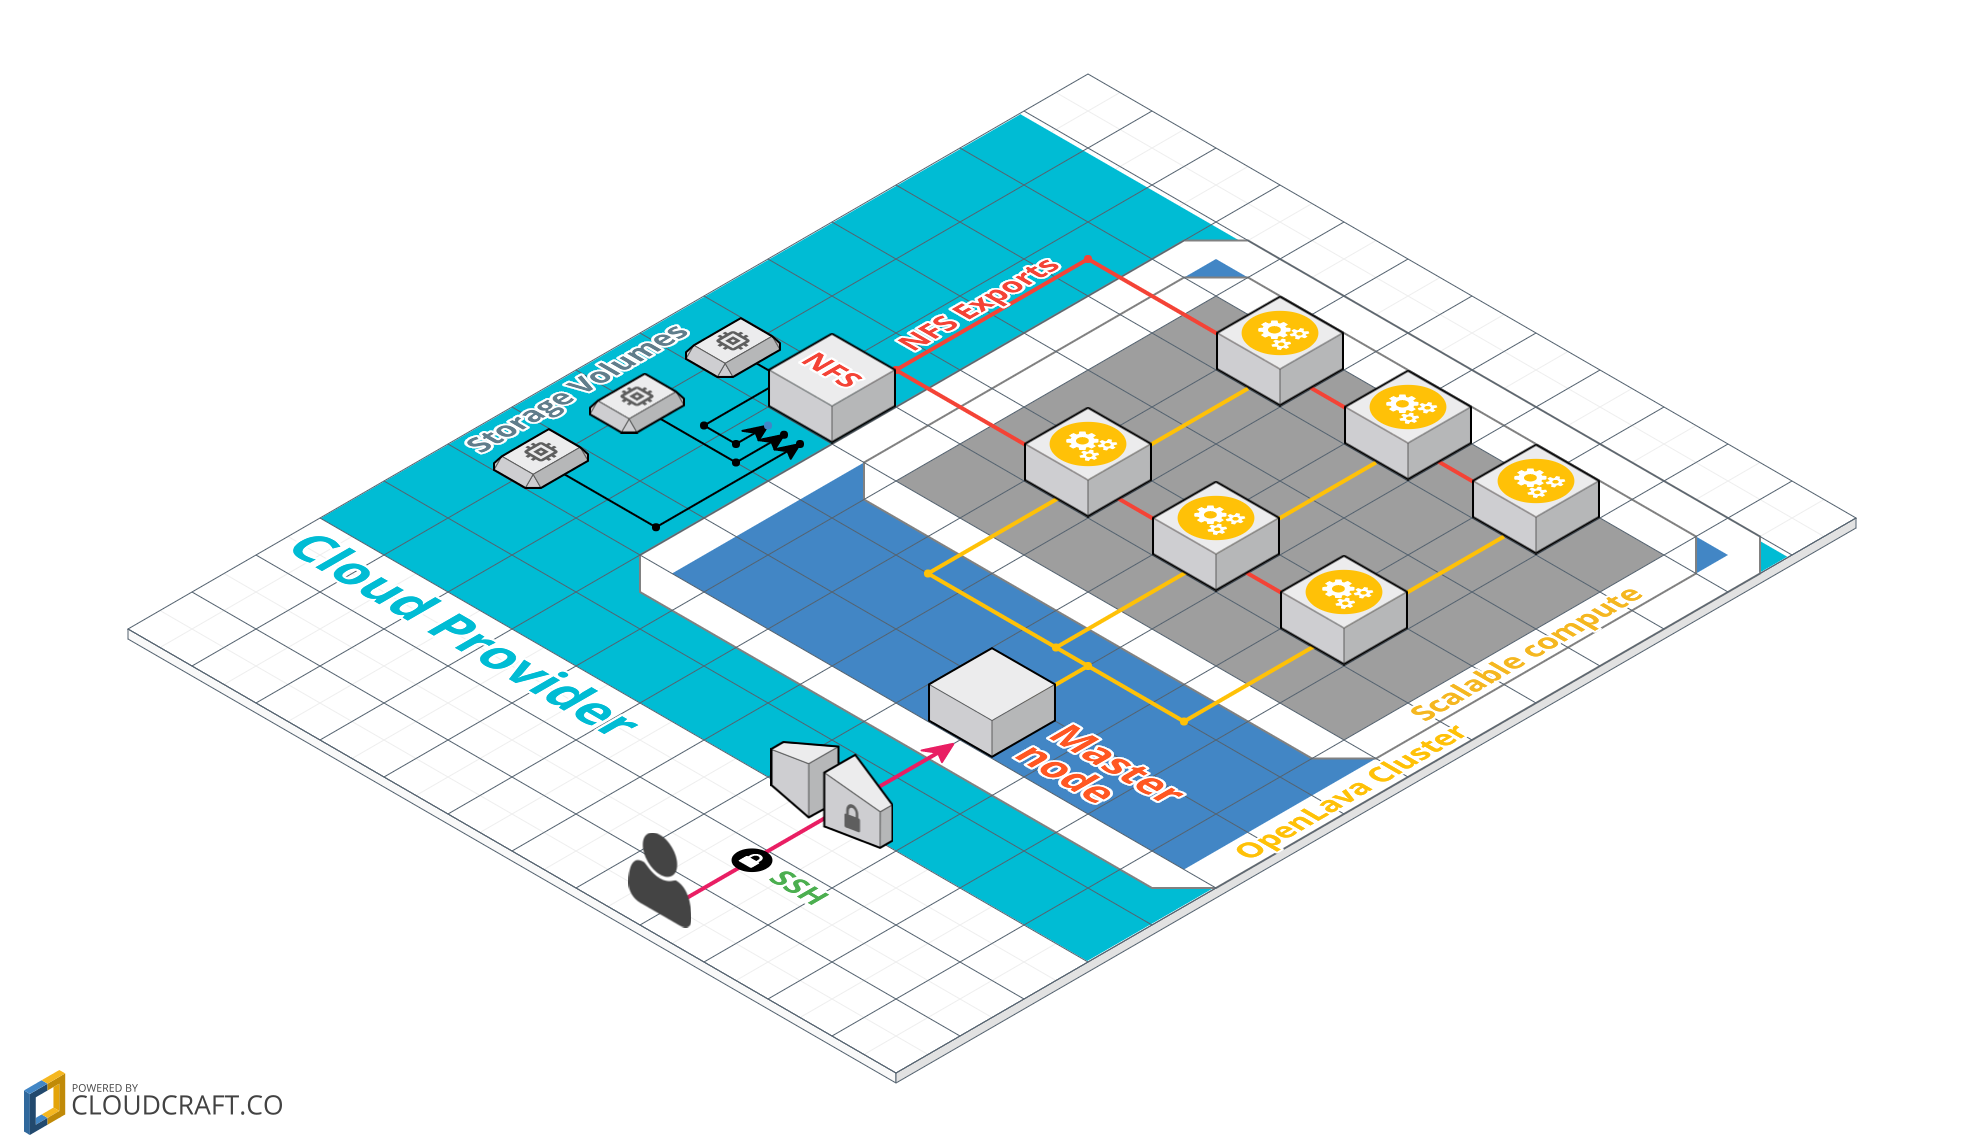 NFS Exports
NFS
Storage Volumes
Cloud Provider
Scalable compute
OpenLava Cluster
Master
node
SSH
POWERED BY
CLOUDCRAFT.CO